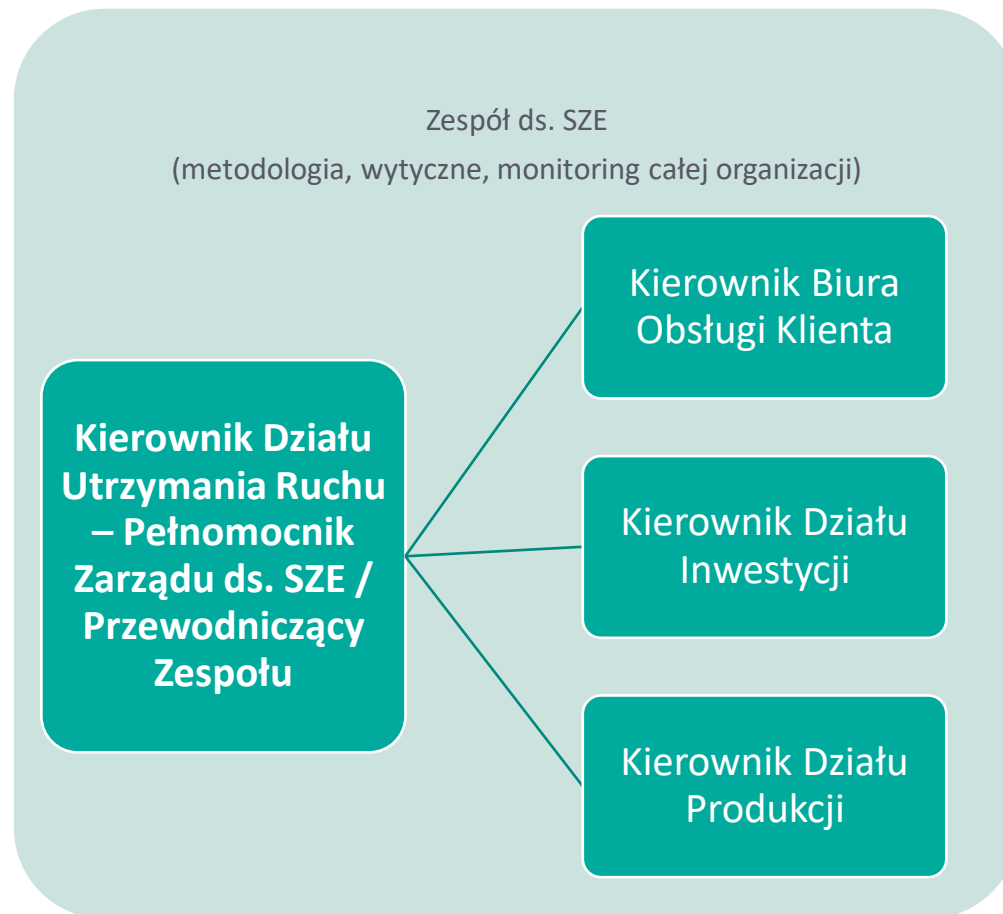 Zespół ds. SZE
(metodologia, wytyczne, monitoring całej organizacji)
Kierownik Działu
Utrzymania Ruchu
– Pełnomocnik
Zarządu ds. SZE /
Przewodniczący
Zespołu
Kierownik Biura
Obsługi Klienta
Kierownik Działu
Inwestycji
Kierownik Działu
Produkcji